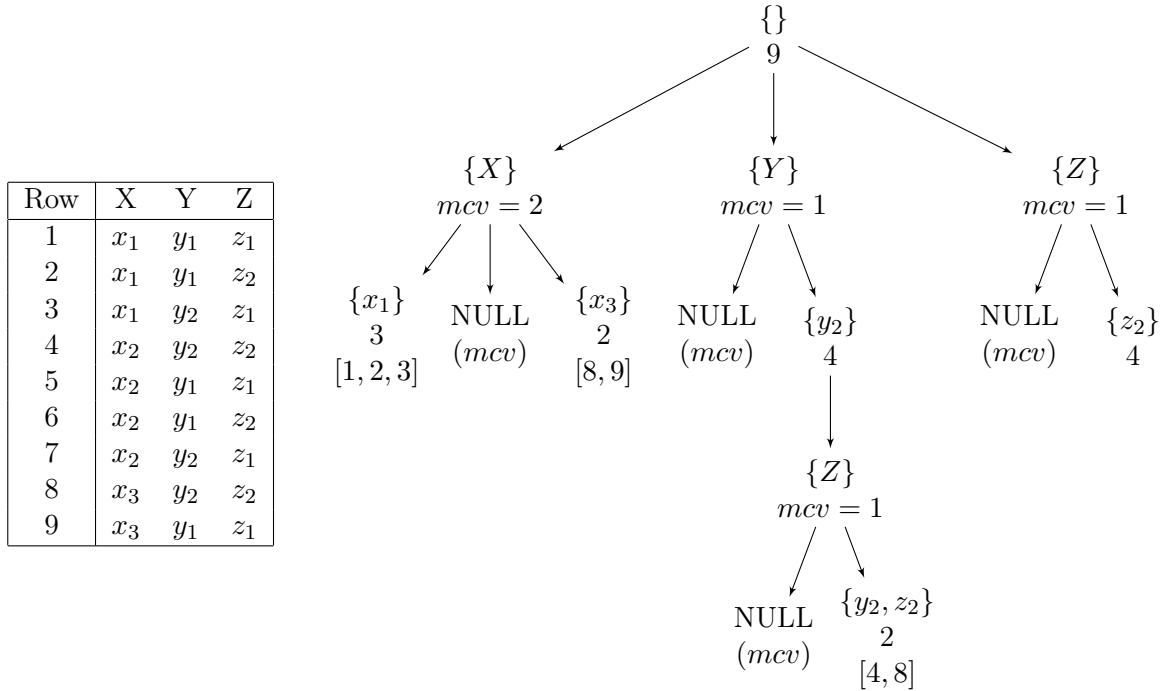 Row X Y Z
1 x₁ y₁ z₁
2 x₁ y₁ z₂
3 x₁ y₂ z₁
4 x₂ y₂ z₂
5 x₂ y₁ z₁
6 x₂ y₁ z₂
7 x₂ y₂ z₁
8 x₃ y₂ z₂
9 x₃ y₁ z₁
{}
9
{X}
mcv = 2
{Y}
mcv = 1
{Z}
mcv = 1
{x₁}
3
[1, 2, 3]
NULL
(mcv)
{x₃}
2
[8, 9]
NULL
(mcv)
{y₂}
4
NULL
(mcv)
{z₂}
4
{Z}
mcv = 1
NULL
(mcv)
{y₂, z₂}
2
[4, 8]